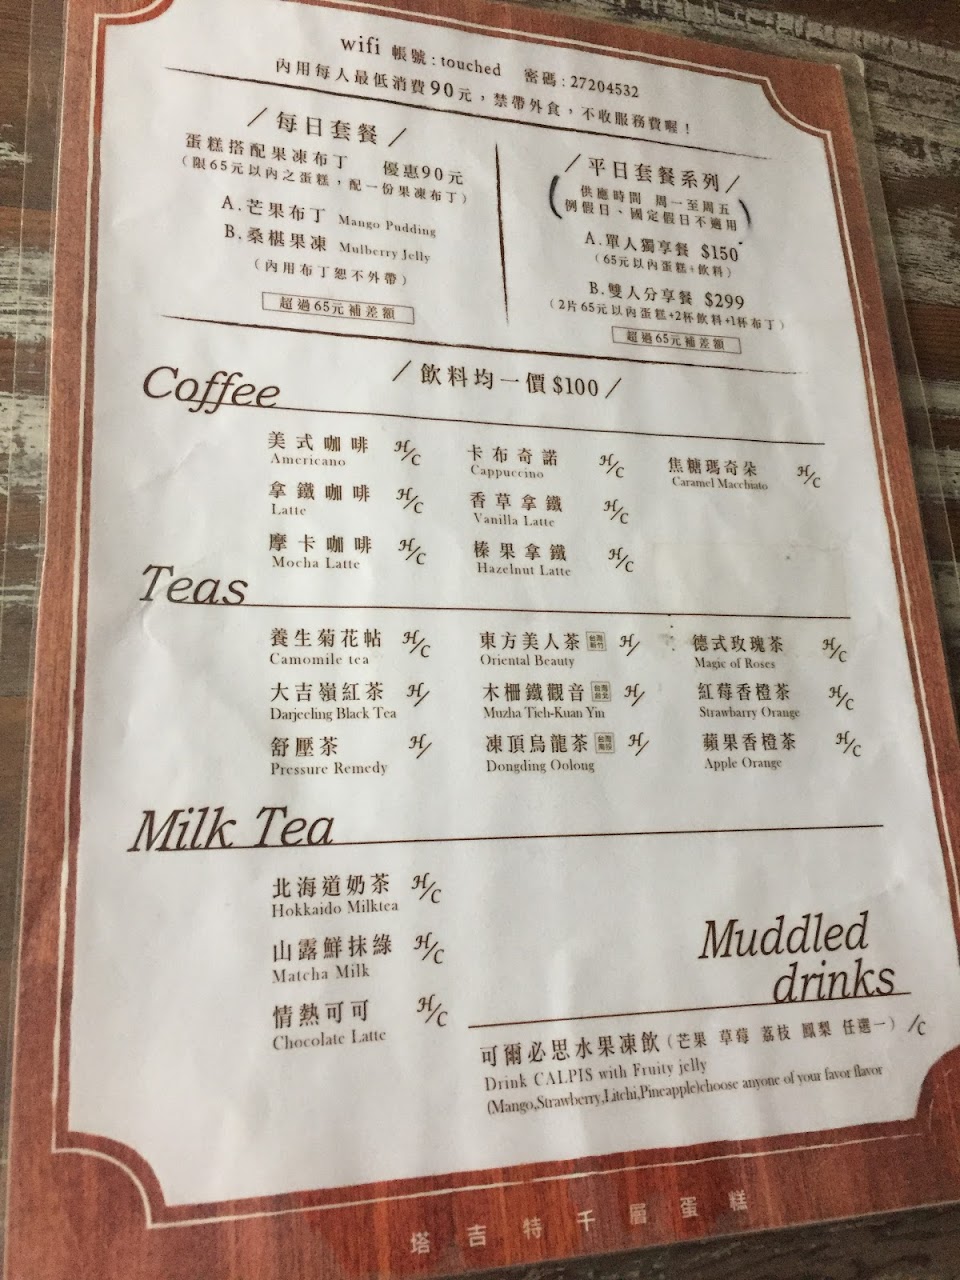 wifi 帳號:touched 密碼:27204532
內用每人最低消費90元，禁帶外食，不收服務費喔！
/ 每日套餐 /
蛋糕搭配果凍布丁 優惠90元
(限65元以內之蛋糕，配一份果凍布丁)
A.芒果布丁 Mango Pudding
B.桑椹果凍 Mulberry Jelly
(內用布丁恕不外帶)
超過65元補差額
/ 平日套餐系列 /
(供應時間 周一至周五
例假日、國定假日不適用)
A.單人獨享餐 $150
(65元以內蛋糕+飲料)
B.雙人分享餐 $299
(2片65元以內蛋糕+2杯飲料+1杯布丁)
超過65元補差額
/ 飲料均一價$100 /
Coffee
美式咖啡 H/C
Americano
拿鐵咖啡 H/C
Latte
摩卡咖啡 H/C
Mocha Latte
卡布奇諾 H/C
Cappuccino
香草拿鐵 H/C
Vanilla Latte
榛果拿鐵 H/C
Hazelnut Latte
焦糖瑪奇朵 H/C
Caramel Macchiato
Teas
養生菊花帖 H/C
Camomile tea
大吉嶺紅茶 H/
Darjeeling Black Tea
舒壓茶 H/
Pressure Remedy
東方美人茶 台灣新竹 H/
Oriental Beauty
木柵鐵觀音 台灣台北 H/
Muzha Tieh-Kuan Yin
凍頂烏龍茶 台灣南投 H/
Dongding Oolong
德式玫瑰茶 H/C
Magic of Roses
紅莓香橙茶 H/C
Strawbarry Orange
蘋果香橙茶 H/C
Apple Orange
Milk Tea
北海道奶茶 H/C
Hokkaido Milktea
山露鮮抹綠 H/C
Matcha Milk
情熱可可 H/C
Chocolate Latte
Muddled
drinks
可爾必思水果凍飲(芒果 草莓 荔枝 鳳梨 任選一) /C
Drink CALPIS with Fruity jelly
(Mango,Strawberry,Litchi,Pineapple)choose anyone of your favor flavor
塔吉特千層蛋糕